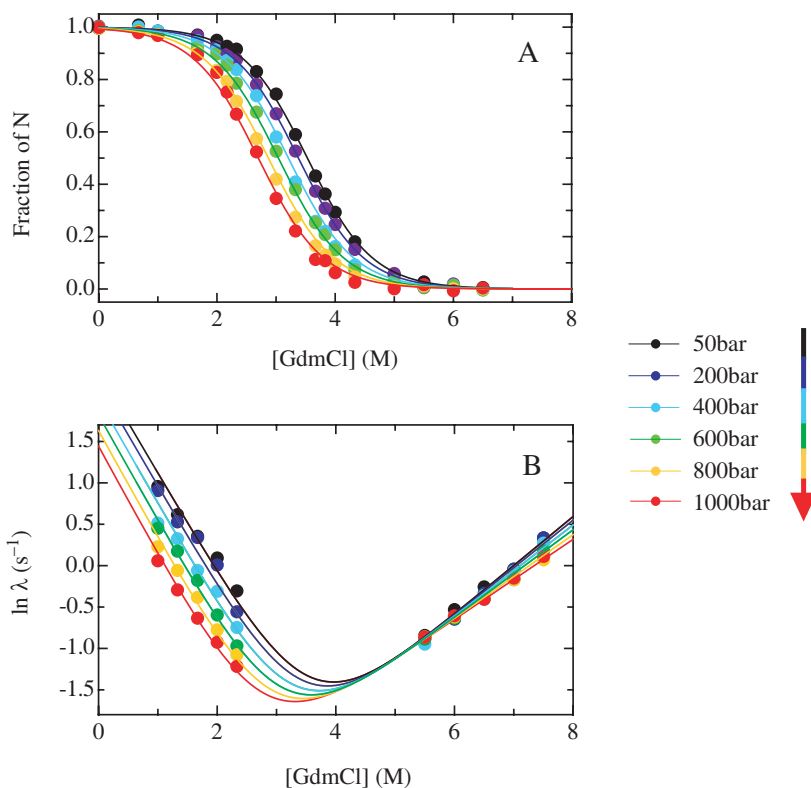 A
1.0
0.8
0.6
0.4
0.2
0.0
Fraction of N
0 2 4 6 8
[GdmCl] (M)
50bar
200bar
400bar
600bar
800bar
1000bar
B
1.5
1.0
0.5
0.0
-0.5
-1.0
-1.5
ln λ (s⁻¹)
0 2 4 6 8
[GdmCl] (M)